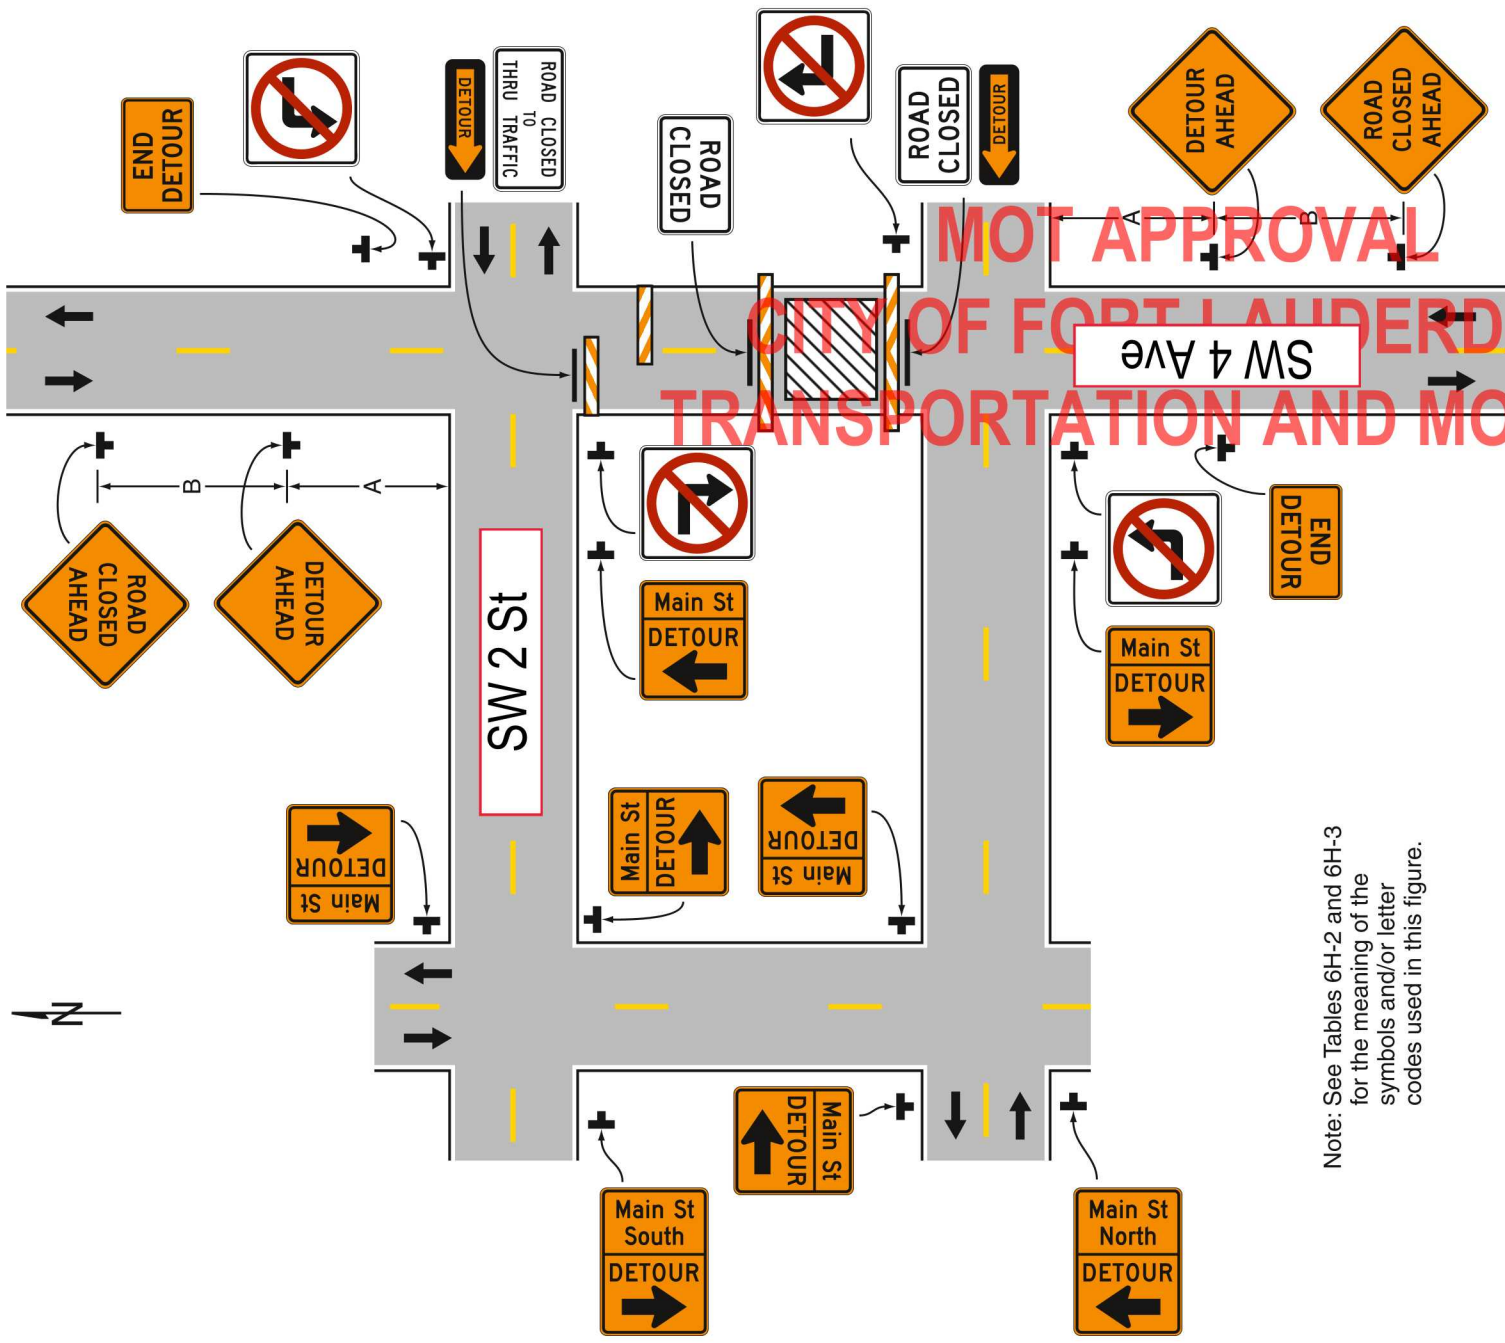 END
DETOUR
DETOUR
ROAD CLOSED
TO
THRU TRAFFIC
ROAD
CLOSED
ROAD
CLOSED
DETOUR
DETOUR
AHEAD
ROAD
CLOSED
AHEAD
A
B
MOT APPROVAL
CITY OF FORT LAUDERD
TRANSPORTATION AND MO
SW 4 Ave
B
A
ROAD
CLOSED
AHEAD
DETOUR
AHEAD
SW 2 St
Main St
DETOUR
END
DETOUR
Main St
DETOUR
Main St
DETOUR
Main St
DETOUR
Main St
DETOUR
N
Main St
DETOUR
Main St
South
DETOUR
Main St
North
DETOUR
Note: See Tables 6H-2 and 6H-3
for the meaning of the
symbols and/or letter
codes used in this figure.